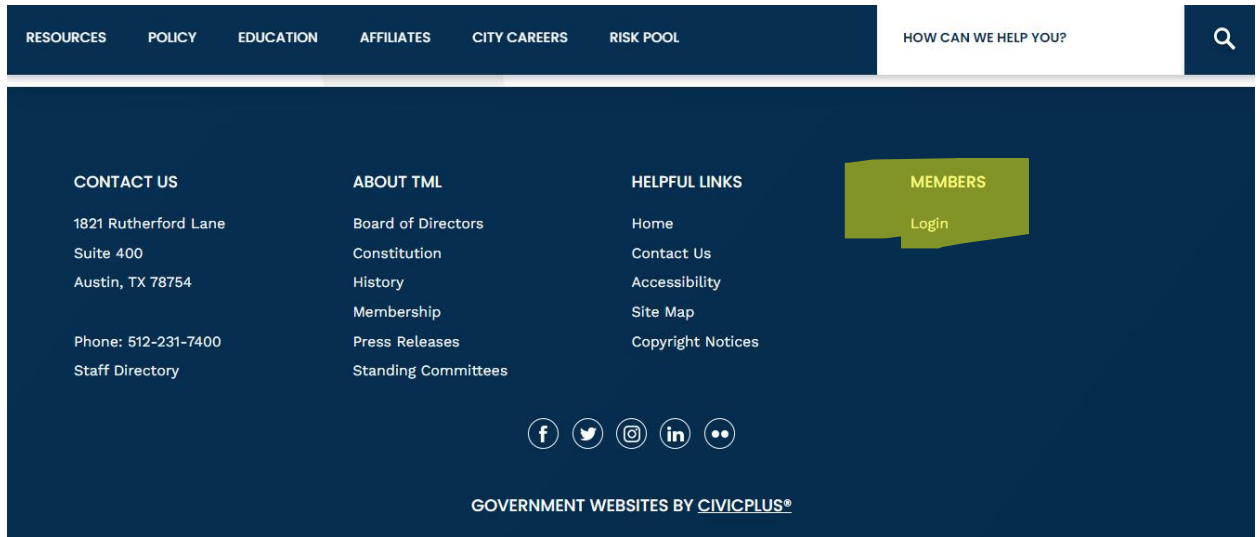 RESOURCES POLICY EDUCATION AFFILIATES CITY CAREERS RISK POOL HOW CAN WE HELP YOU?
CONTACT US
1821 Rutherford Lane
Suite 400
Austin, TX 78754
Phone: 512-231-7400
Staff Directory
ABOUT TML
Board of Directors
Constitution
History
Membership
Press Releases
Standing Committees
HELPFUL LINKS
Home
Contact Us
Accessibility
Site Map
Copyright Notices
MEMBERS
Login
GOVERNMENT WEBSITES BY CIVICPLUS®